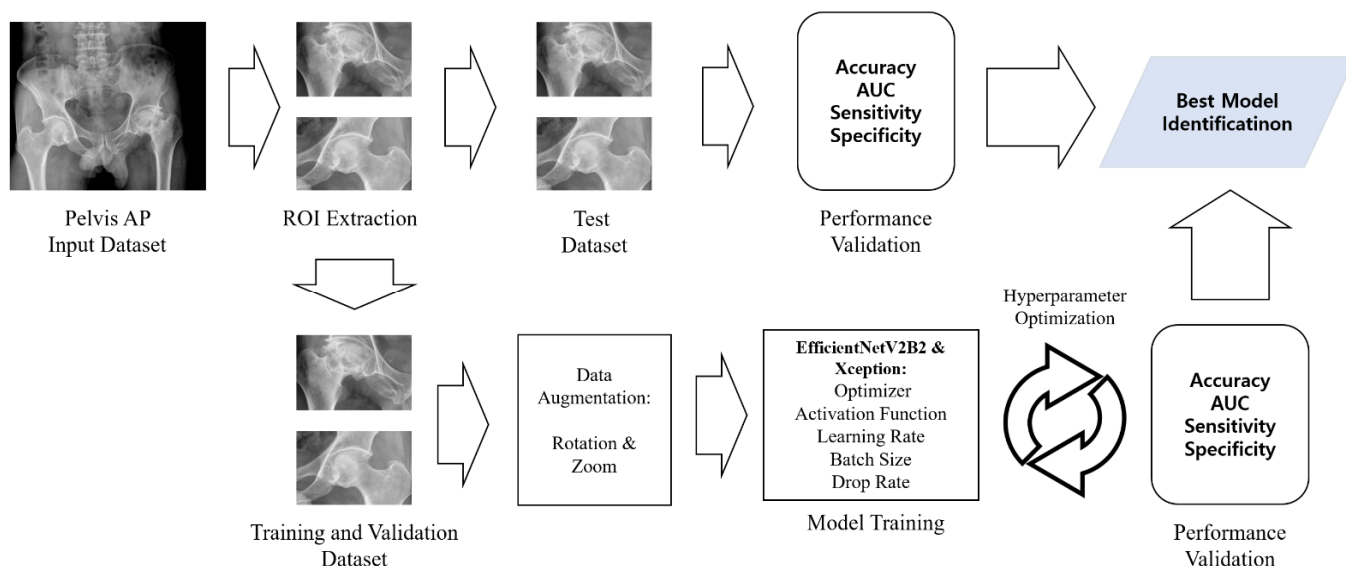 Accuracy
AUC
Sensitivity
Specificity
Best Model
Identificatinon
Pelvis AP
Input Dataset
ROI Extraction
Test
Dataset
Performance
Validation
Hyperparameter
Optimization
Data
Augmentation:
Rotation &
Zoom
EfficientNetV2B2 &
Xception:
Optimizer
Activation Function
Learning Rate
Batch Size
Drop Rate
Accuracy
AUC
Sensitivity
Specificity
Training and Validation
Dataset
Model Training
Performance
Validation